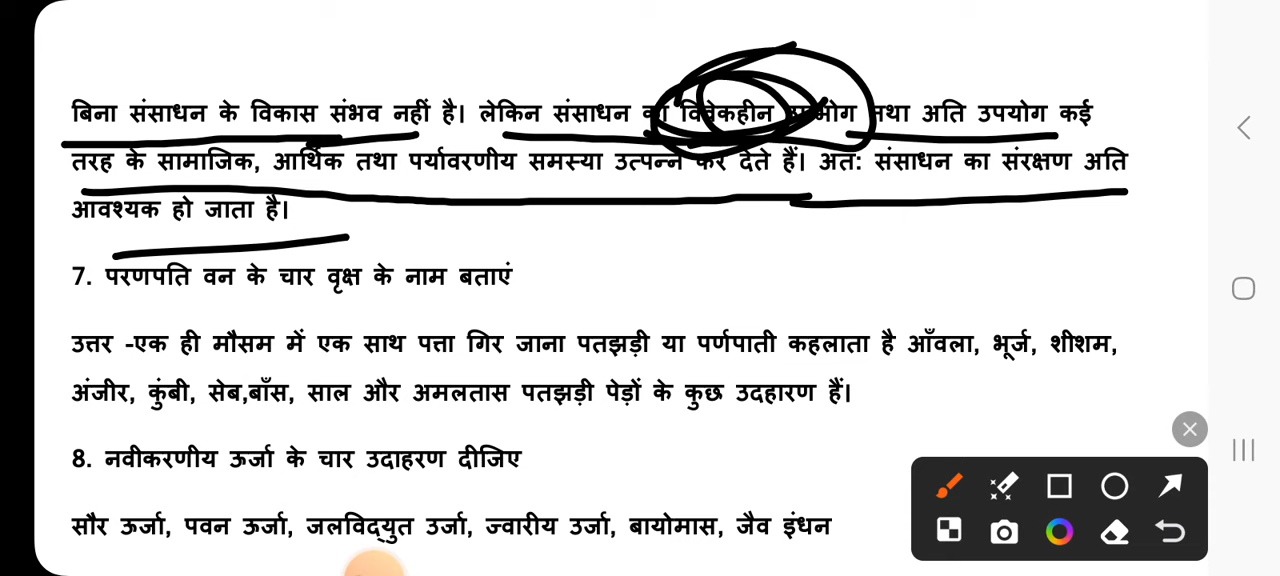 बिना संसाधन के विकास संभव नहीं है। लेकिन संसाधन का विवेकहीन उपभोग तथा अति उपयोग कई
तरह के सामाजिक, आर्थिक तथा पर्यावरणीय समस्या उत्पन्न कर देते हैं। अत: संसाधन का संरक्षण अति
आवश्यक हो जाता है।
7. परणपति वन के चार वृक्ष के नाम बताएं
उत्तर -एक ही मौसम में एक साथ पत्ता गिर जाना पतझड़ी या पर्णपाती कहलाता है आँवला, भूर्ज, शीशम,
अंजीर, कुंबी, सेब,बाँस, साल और अमलतास पतझड़ी पेड़ों के कुछ उदहारण हैं।
8. नवीकरणीय ऊर्जा के चार उदाहरण दीजिए
सौर ऊर्जा, पवन ऊर्जा, जलविद्युत उर्जा, ज्वारीय उर्जा, बायोमास, जैव इंधन